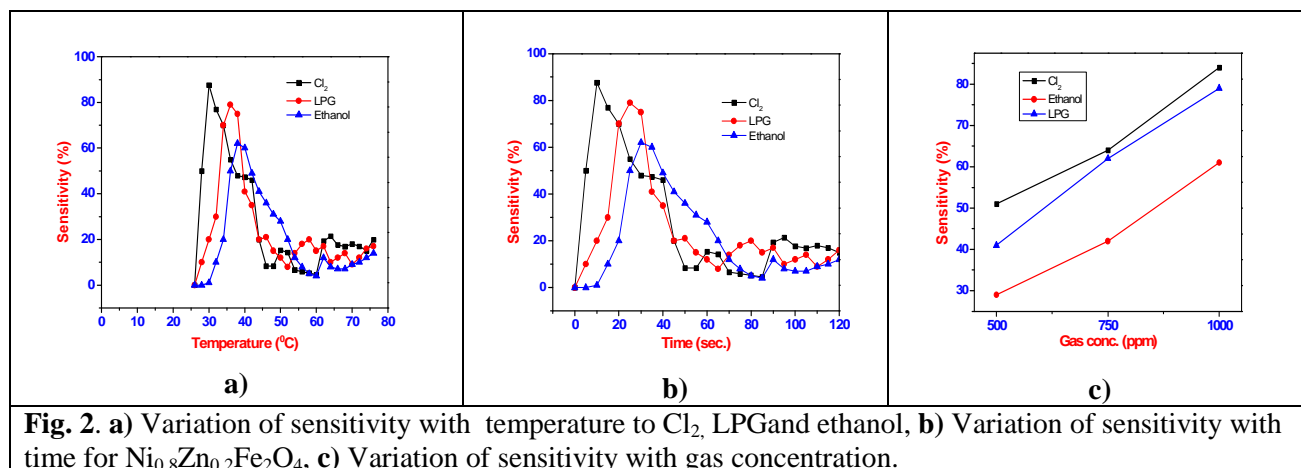 100
80
60
40
20
0
Sensitivity (%)
Cl2
LPG
Ethanol
0 10 20 30 40 50 60 70 80
Temperature (⁰C)
a)
100
80
60
40
20
0
Sensitivity (%)
Cl2
LPG
Ethanol
0 20 40 60 80 100 120
Time (sec.)
b)
80
70
60
50
40
30
Sensitivity (%)
Cl2
Ethanol
LPG
500 750 1000
Gas conc. (ppm)
c)
Fig. 2. a) Variation of sensitivity with temperature to Cl2, LPGand ethanol, b) Variation of sensitivity with
time for Ni0.8Zn0.2Fe2O4, c) Variation of sensitivity with gas concentration.